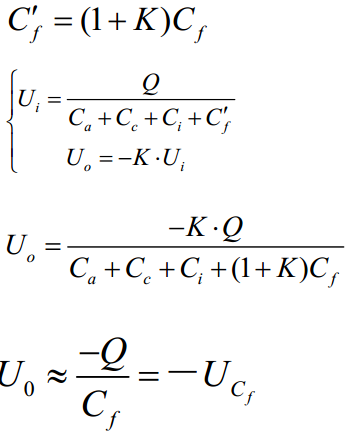 C′_f = (1 + K)C_f
U_i = Q / (C_a + C_c + C_i + C′_f)
U_o = −K · U_i
U_o = −K · Q / (C_a + C_c + C_i + (1 + K)C_f)
U_0 ≈ −Q / C_f = −U_{C_f}